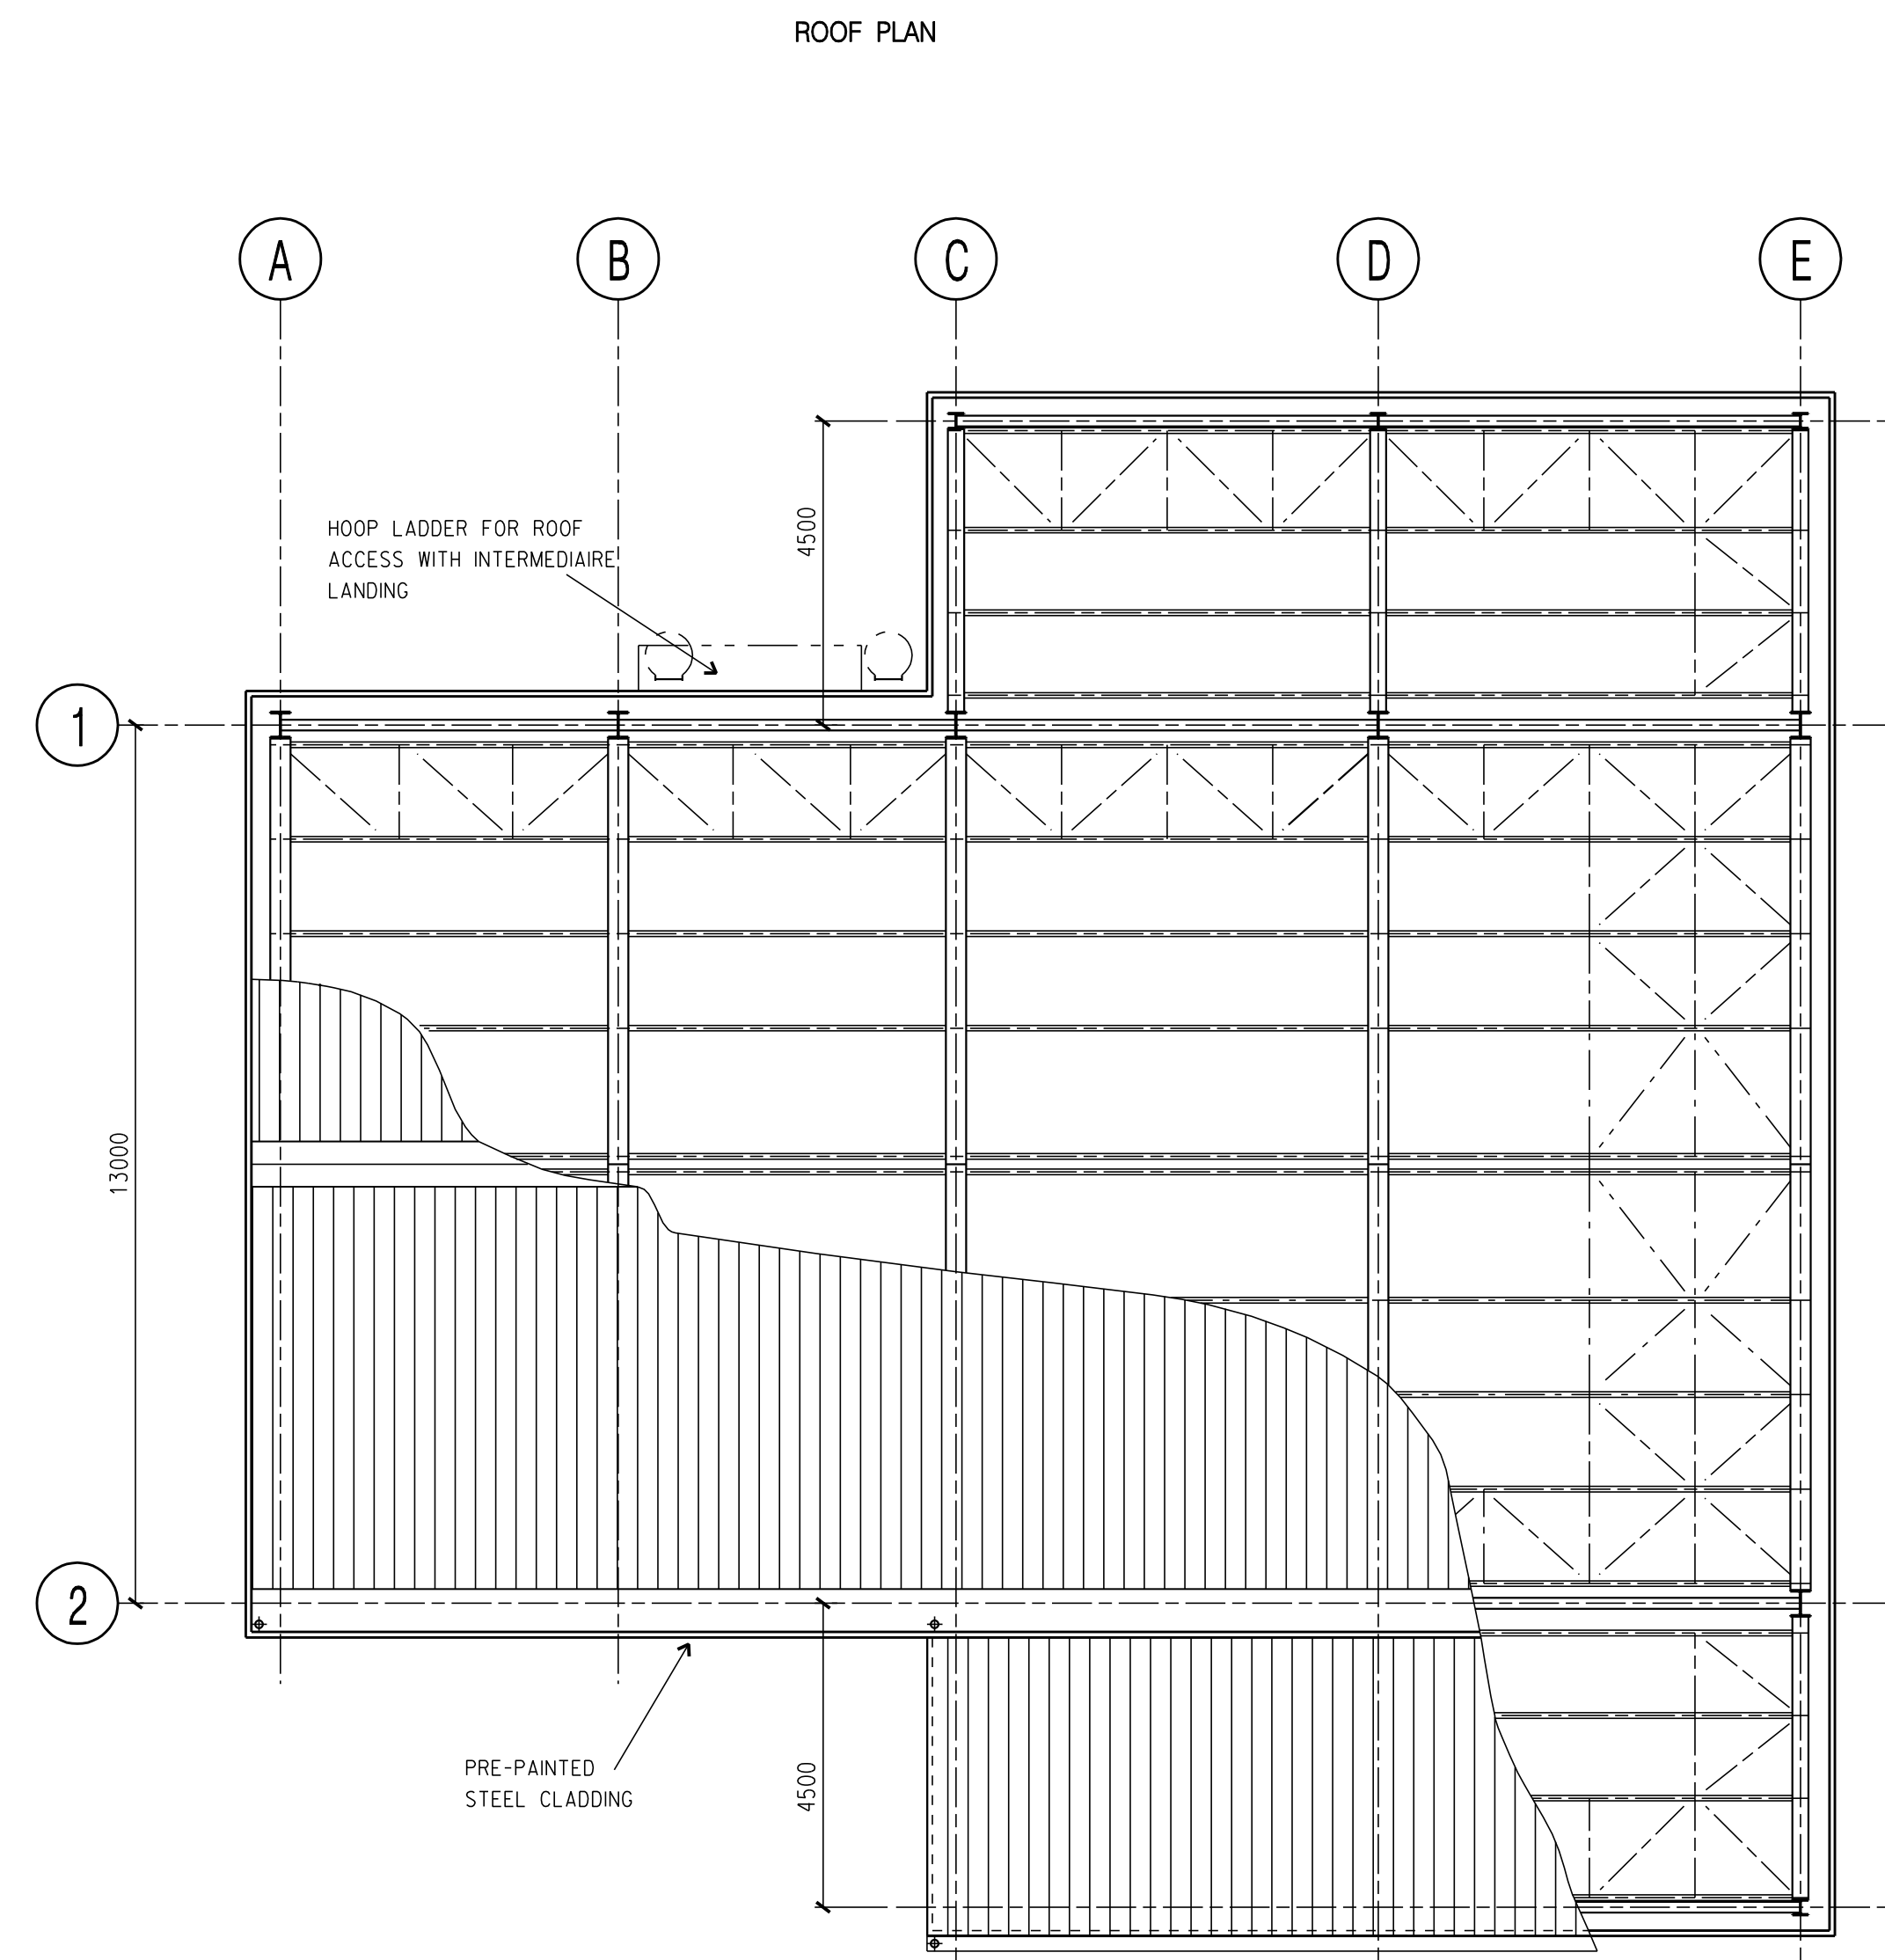 ROOF PLAN
A B C D E
4500
HOOP LADDER FOR ROOF
ACCESS WITH INTERMEDIAIRE
LANDING
1
13000
2
PRE-PAINTED
STEEL CLADDING
4500